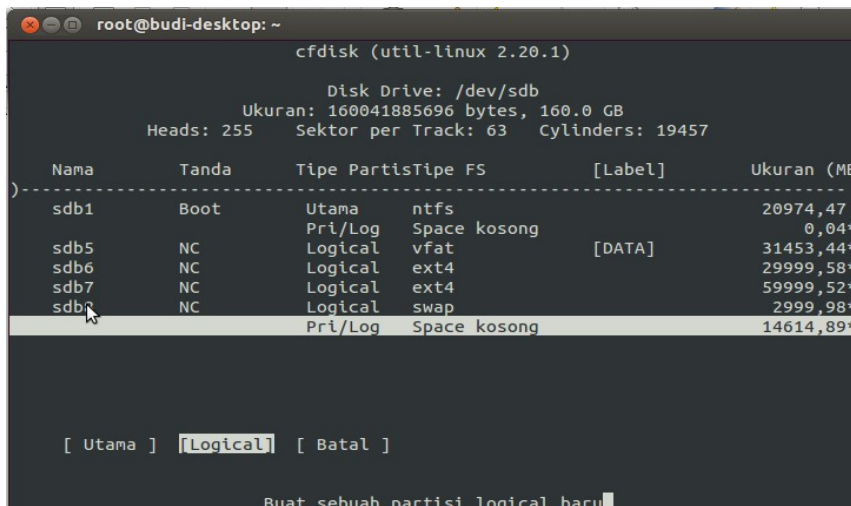 root@budi-desktop: ~
cfdisk (util-linux 2.20.1)
Disk Drive: /dev/sdb
Ukuran: 160041885696 bytes, 160.0 GB
Heads: 255 Sektor per Track: 63 Cylinders: 19457
Nama Tanda Tipe PartisTipe FS [Label] Ukuran (MB
)------------------------------------------------------------------------------
sdb1 Boot Utama ntfs 20974,47
Pri/Log Space kosong 0,04*
sdb5 NC Logical vfat [DATA] 31453,44*
sdb6 NC Logical ext4 29999,58*
sdb7 NC Logical ext4 59999,52*
sdb8 NC Logical swap 2999,98*
Pri/Log Space kosong 14614,89*
[ Utama ] [Logical] [ Batal ]
Buat sebuah partisi logical baru